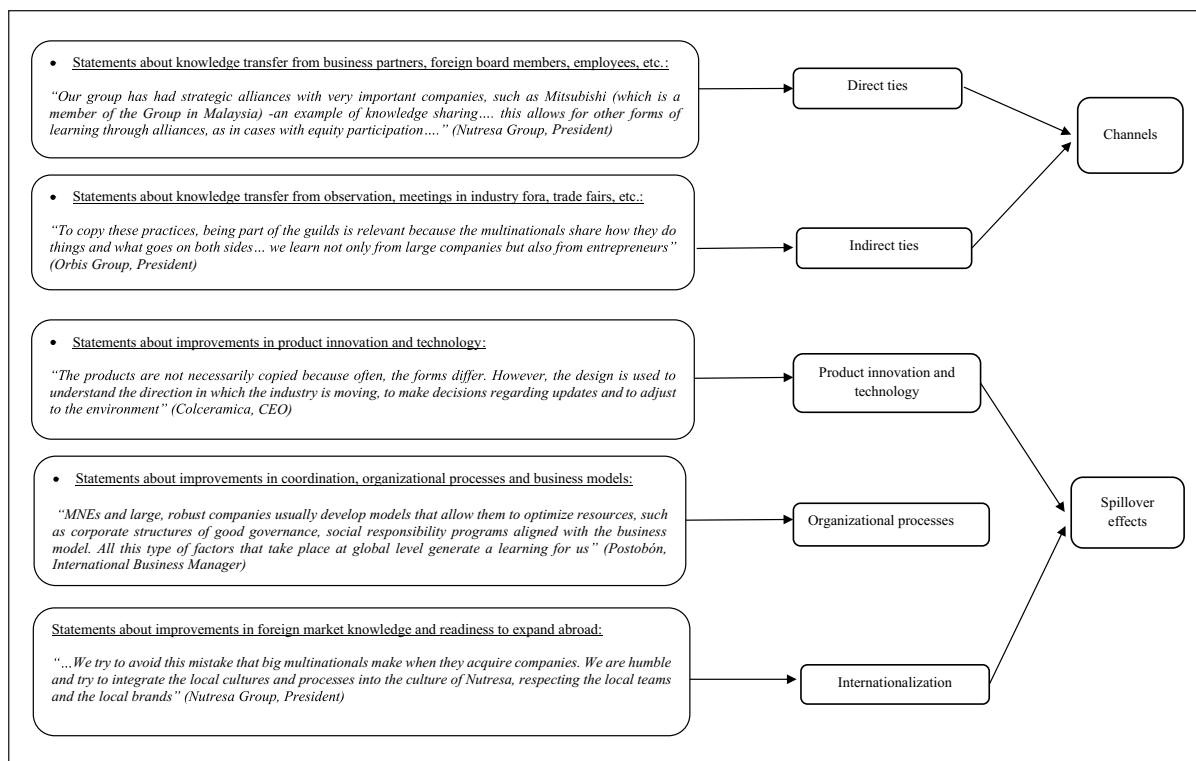 • Statements about knowledge transfer from business partners, foreign board members, employees, etc.:
“Our group has had strategic alliances with very important companies, such as Mitsubishi (which is a
member of the Group in Malaysia) -an example of knowledge sharing…. this allows for other forms of
learning through alliances, as in cases with equity participation….” (Nutresa Group, President)
Direct ties
Channels
• Statements about knowledge transfer from observation, meetings in industry fora, trade fairs, etc.:
“To copy these practices, being part of the guilds is relevant because the multinationals share how they do
things and what goes on both sides… we learn not only from large companies but also from entrepreneurs”
(Orbis Group, President)
Indirect ties
• Statements about improvements in product innovation and technology:
“The products are not necessarily copied because often, the forms differ. However, the design is used to
understand the direction in which the industry is moving, to make decisions regarding updates and to adjust
to the environment” (Colceramica, CEO)
Product innovation and
technology
• Statements about improvements in coordination, organizational processes and business models:
“MNEs and large, robust companies usually develop models that allow them to optimize resources, such
as corporate structures of good governance, social responsibility programs aligned with the business
model. All this type of factors that take place at global level generate a learning for us” (Postobón,
International Business Manager)
Organizational processes
Spillover
effects
Statements about improvements in foreign market knowledge and readiness to expand abroad:
“…We try to avoid this mistake that big multinationals make when they acquire companies. We are humble
and try to integrate the local cultures and processes into the culture of Nutresa, respecting the local teams
and the local brands” (Nutresa Group, President)
Internationalization